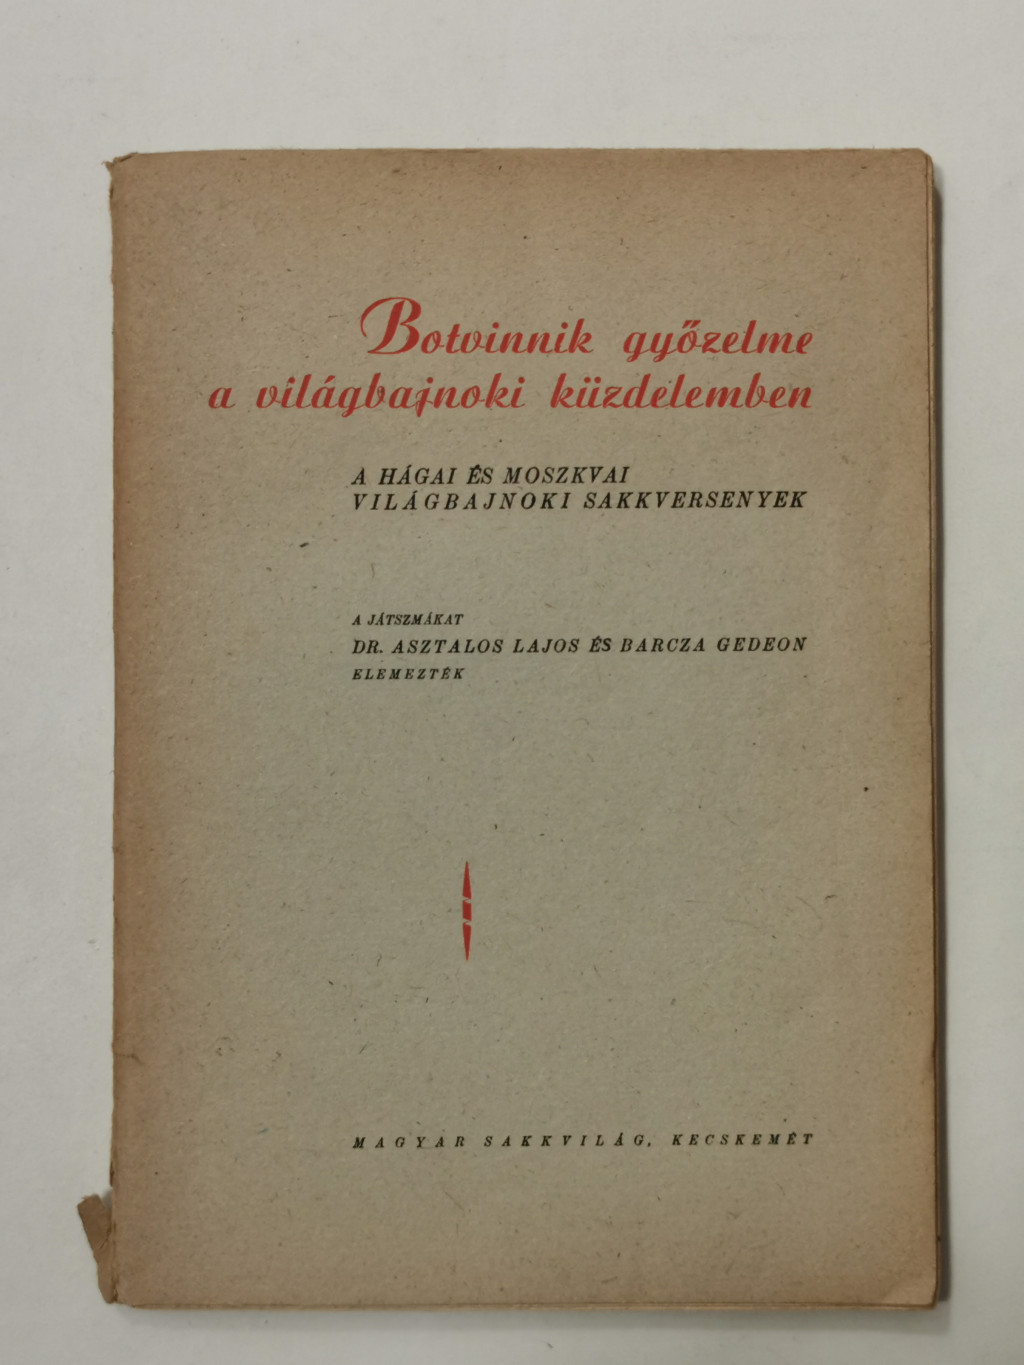 Botvinnik győzelme
a világbajnoki küzdelemben
A HÁGAI ÉS MOSZKVAI
VILÁGBAJNOKI SAKKVERSENYEK
A JÁTSZMÁKAT
DR. ASZTALOS LAJOS ÉS BARCZA GEDEON
ELEMEZTÉK
MAGYAR SAKKVILÁG, KECSKEMÉT